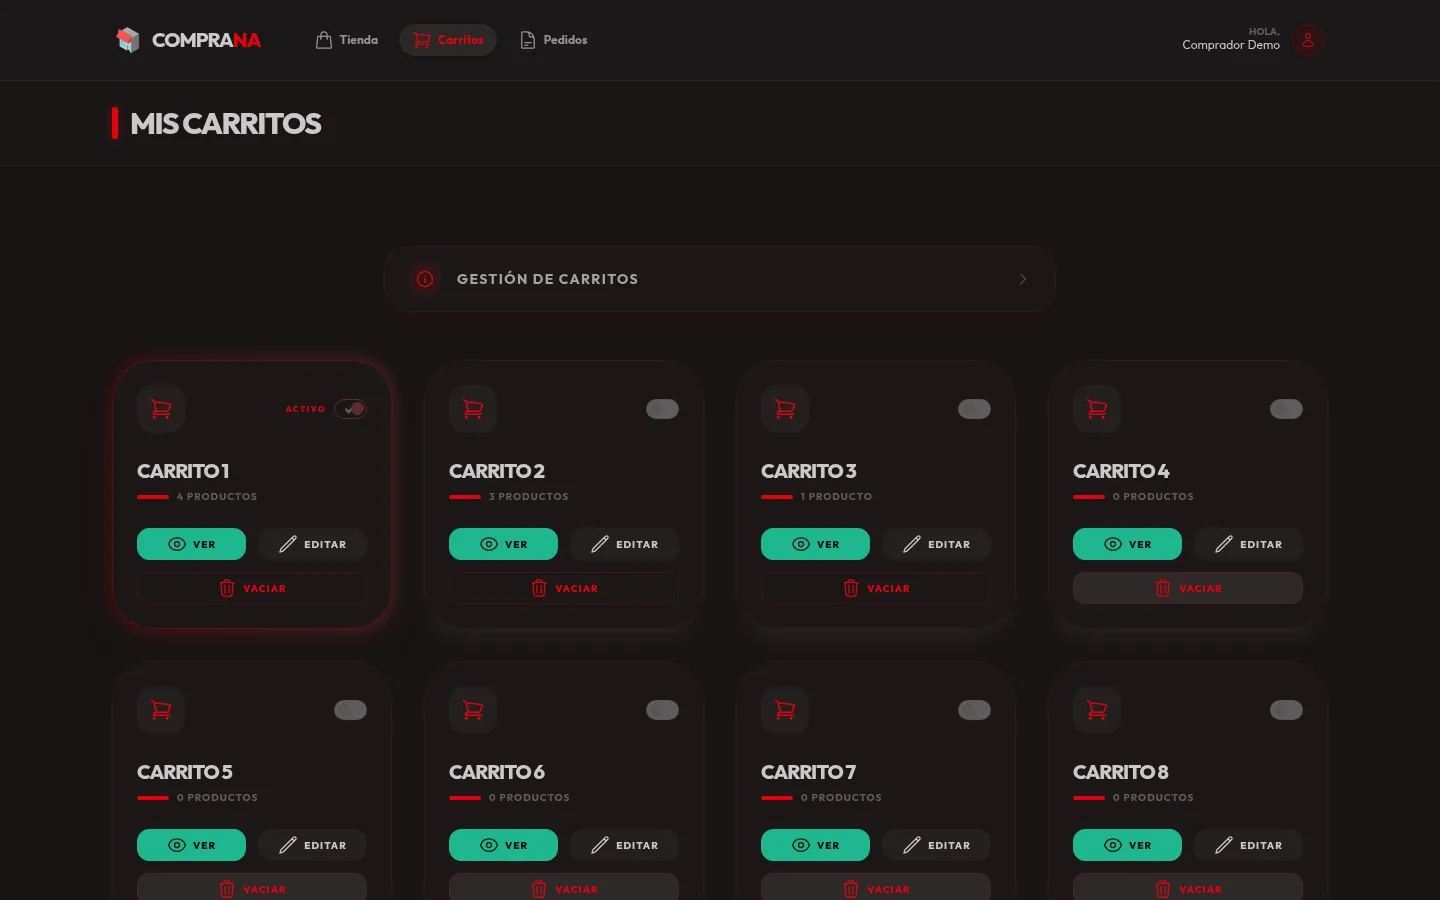 COMPRANA
Tienda
Carritos
Pedidos
HOLA,
Comprador Demo
MIS CARRITOS
GESTIÓN DE CARRITOS
ACTIVO
CARRITO 1
4 PRODUCTOS
VER
EDITAR
VACIAR
CARRITO 2
3 PRODUCTOS
VER
EDITAR
VACIAR
CARRITO 3
1 PRODUCTO
VER
EDITAR
VACIAR
CARRITO 4
0 PRODUCTOS
VER
EDITAR
VACIAR
CARRITO 5
0 PRODUCTOS
VER
EDITAR
VACIAR
CARRITO 6
0 PRODUCTOS
VER
EDITAR
VACIAR
CARRITO 7
0 PRODUCTOS
VER
EDITAR
VACIAR
CARRITO 8
0 PRODUCTOS
VER
EDITAR
VACIAR